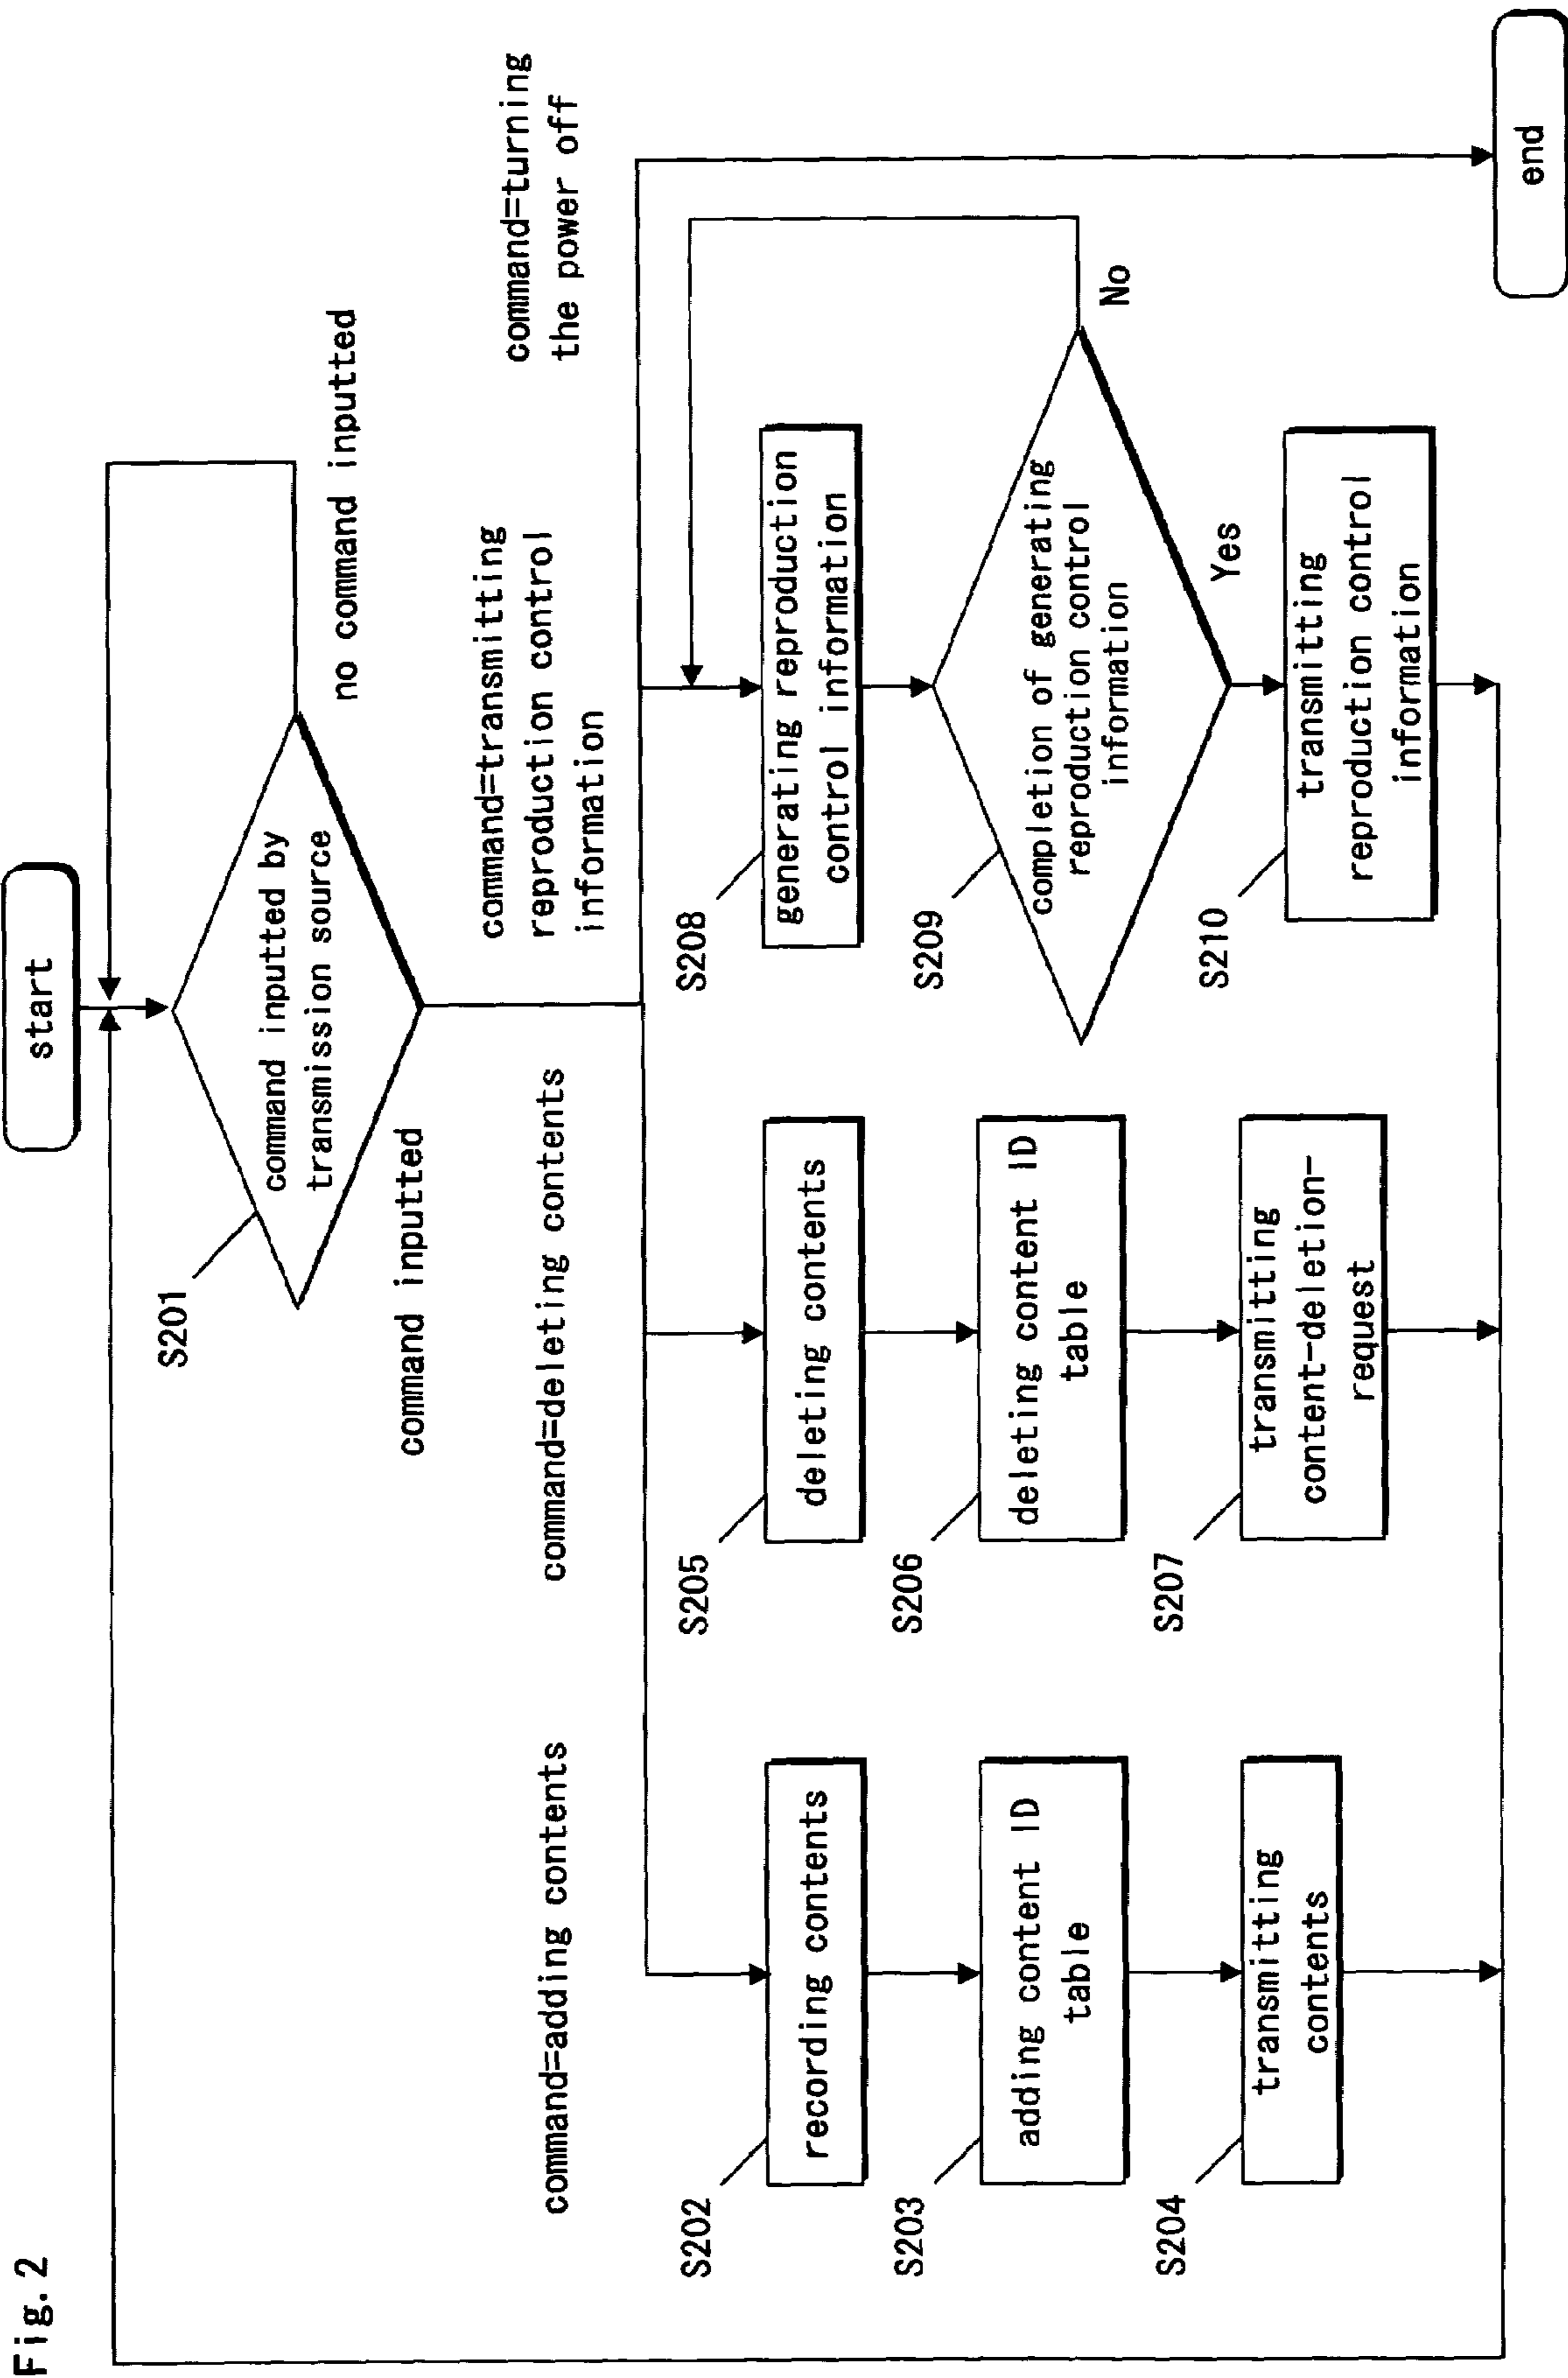 Fig. 2
start
S201
command inputted by
transmission source
no command inputted
command inputted
command=adding contents
command=deleting contents
command=transmitting
reproduction control
information
command=turning
the power off
S202
recording contents
S203
adding content ID
table
S204
transmitting
contents
S205
deleting contents
S206
deleting content ID
table
S207
transmitting
content-deletion-
request
S208
generating reproduction
control information
S209
completion of generating
reproduction control
information
No
Yes
S210
transmitting
reproduction control
information
end